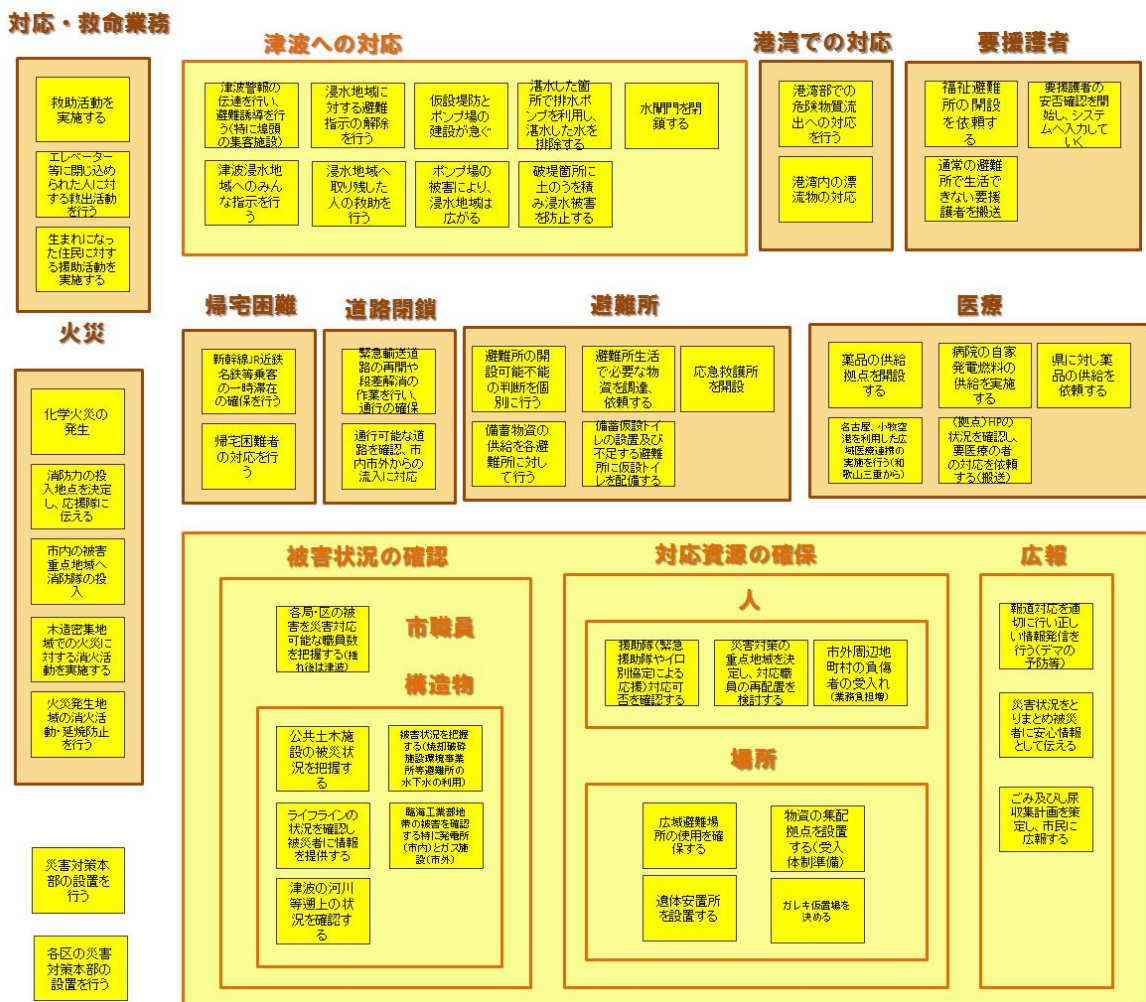 対応・救命業務
救助活動を
実施する
エレベーター
等に閉じ込め
られた人に対
する救出活動
を行う
生まれになっ
た住民に対す
る援助活動を
実施する
津波への対応
津波警報の
伝達を行い、
避難誘導を行
う(特に埠頭
の集客施設)
浸水地域に
対する避難
指示の解除
を行う
仮設堤防と
ポンプ場の
建設が急ぐ
湛水した箇
所で排水ポ
ンプを利用し、
湛水した水を
排除する
水閘門を閉
鎖する
津波浸水地
域へのみん
な指示を行
う
浸水地域へ
取り残した
人の救助を
行う
ポンプ場の
被害により、
浸水地域は
広がる
破堤箇所に
土のうを積
み浸水被害
を防止する
港湾での対応
港湾部での
危険物質流
出への対応
を行う
港湾内の漂
流物の対応
要援護者
福祉避難
所の開設
を依頼す
る
要援護者の
安否確認を開
始し、システ
ムへ入力して
いく
通常の避難
所で生活で
きない要援
護者を搬送
火災
化学火災の
発生
消防力の投
入地点を決定
し、応援隊に
伝える
市内の被害
重点地域へ
消防隊の投
入
木造密集地
域での火災に
対する消火活
動を実施する
火災発生地
域の消火活
動・延焼防止
を行う
帰宅困難
新幹線JR近鉄
名鉄等乗客
の一時滞在
の確保を行う
帰宅困難者
の対応を行
う
道路閉鎖
緊急輸送道
路の再開や
段差解消の
作業を行い、
通行の確保
通行可能な道
路を確認、市
内市外からの
流入に対応
避難所
避難所の開
設可能不能
の判断を個
別に行う
避難所生活
で必要な物
資を調達、
依頼する
応急救護所
を開設
備蓄物資の
供給を各避
難所に対し
て行う
備蓄仮設ト
イレの設置及び
不足する避難
所に仮設トイ
レを配備する
医療
薬品の供給
拠点を開設す
る
病院の自家
発電燃料の
供給を実施す
る
県に対し薬
品の供給を
依頼する
名古屋、小牧空
港を利用した広
域医療連携の
実施を行う(和
歌山三重から)
(拠点)HPの
状況を確認し、
要医療の者
の対応を依頼
する(搬送)
被害状況の確認
市職員
各局・区の被
害を災害対応
可能な職員数
を把握する(揺
れ後は津波)
構造物
公共土木施
設の被災状
況を把握す
る
被害状況を把握
する(焼却破砕
施設環境事業
所等避難所の
水下水の利用)
ライフラインの
状況を確認し
被災者に情報
を提供する
臨海工業部地
帯の被害を確認
する特に発電所
(市内)とガス施
設(市外)
津波の河川
等遡上の状
況を確認す
る
対応資源の確保
人
援助隊(緊急
援助隊やイロ
別協定による
応援)対応可
否を確認する
災害対策の
重点地域を決
定し、対応職
員の再配置を
検討する
市外周辺地
町村の負傷
者の受入れ
(業務負担増)
場所
広域避難場
所の使用を確
保する
物資の集配
拠点を設置
する(受入
体制準備)
遺体安置所
を設置する
ガレキ仮置場を
決める
広報
報道対応を適
切に行い正し
い情報発信を
行う(デマの
予防等)
災害状況をと
りまとめ被災
者に安心情報
として伝える
ごみ及びし尿
収集計画を策
定し、市民に
広報する
災害対策本
部の設置を
行う
各区の災害
対策本部の
設置を行う